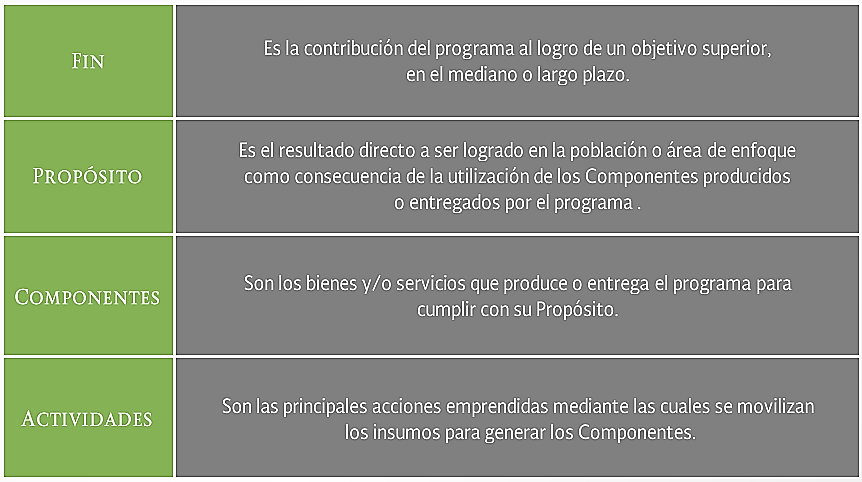 FIN
Es la contribución del programa al logro de un objetivo superior,
en el mediano o largo plazo.
PROPÓSITO
Es el resultado directo a ser logrado en la población o área de enfoque
como consecuencia de la utilización de los Componentes producidos
o entregados por el programa .
COMPONENTES
Son los bienes y/o servicios que produce o entrega el programa para
cumplir con su Propósito.
ACTIVIDADES
Son las principales acciones emprendidas mediante las cuales se movilizan
los insumos para generar los Componentes.